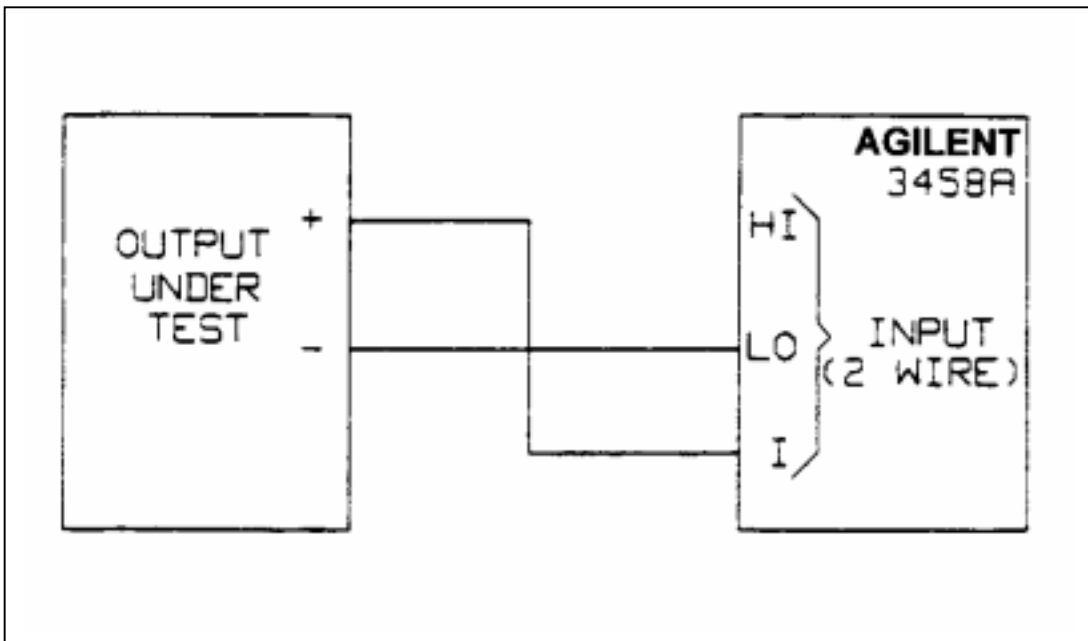 OUTPUT
UNDER
TEST
+
-
AGILENT
3458A
HI
LO
I
INPUT
(2 WIRE)